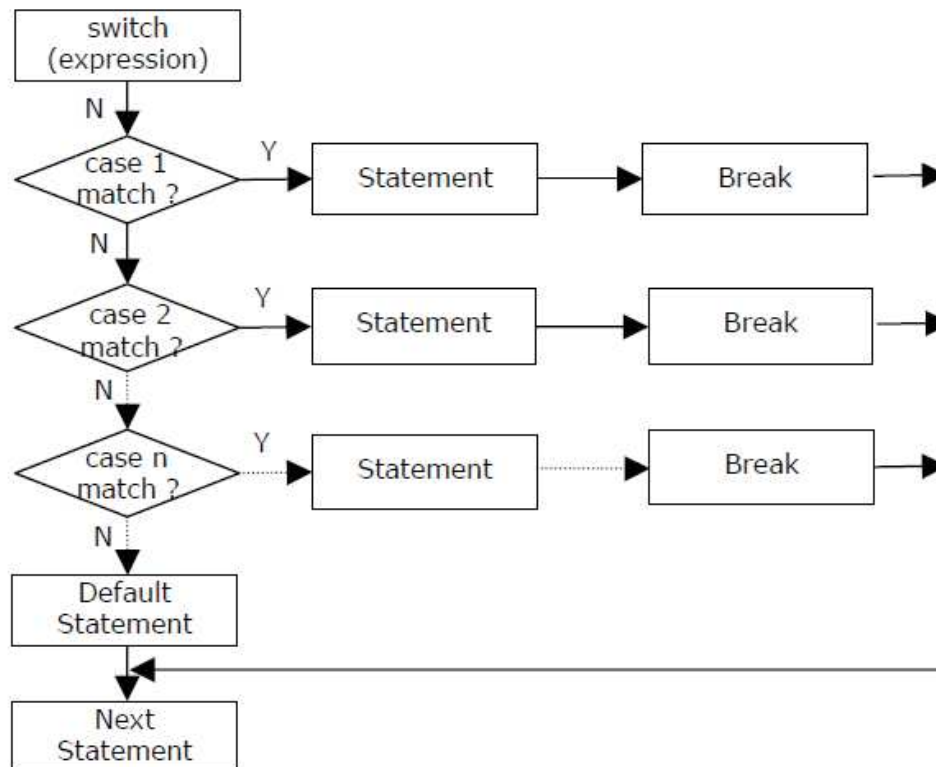 switch
(expression)
N
case 1
match ?
Y
Statement
Break
N
case 2
match ?
Y
Statement
Break
N
case n
match ?
Y
Statement
Break
N
Default
Statement
Next
Statement